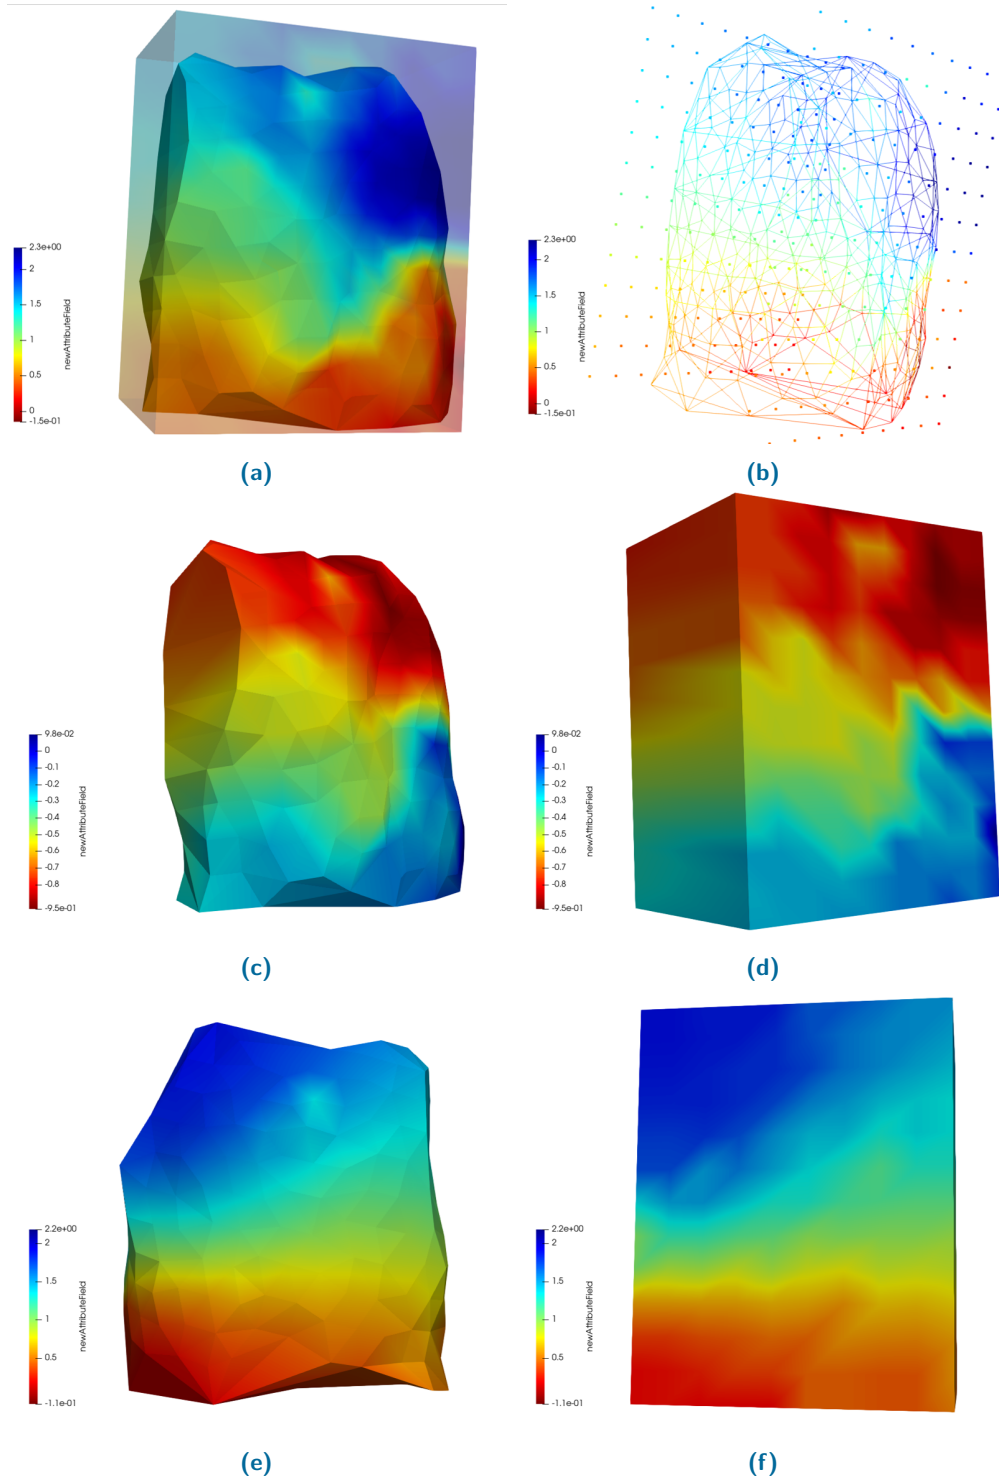 2.3e+00
2
1.5
1
0.5
0
-1.5e-01
newAttributeField
(a)
2.3e+00
2
1.5
1
0.5
0
-1.5e-01
newAttributeField
(b)
9.8e-02
0
-0.1
-0.2
-0.3
-0.4
-0.5
-0.6
-0.7
-0.8
-9.5e-01
newAttributeField
(c)
9.8e-02
0
-0.1
-0.2
-0.3
-0.4
-0.5
-0.6
-0.7
-0.8
-9.5e-01
newAttributeField
(d)
2.2e+00
2
1.5
1
0.5
-1.1e-01
newAttributeField
(e)
2.2e+00
2
1.5
1
0.5
-1.1e-01
newAttributeField
(f)